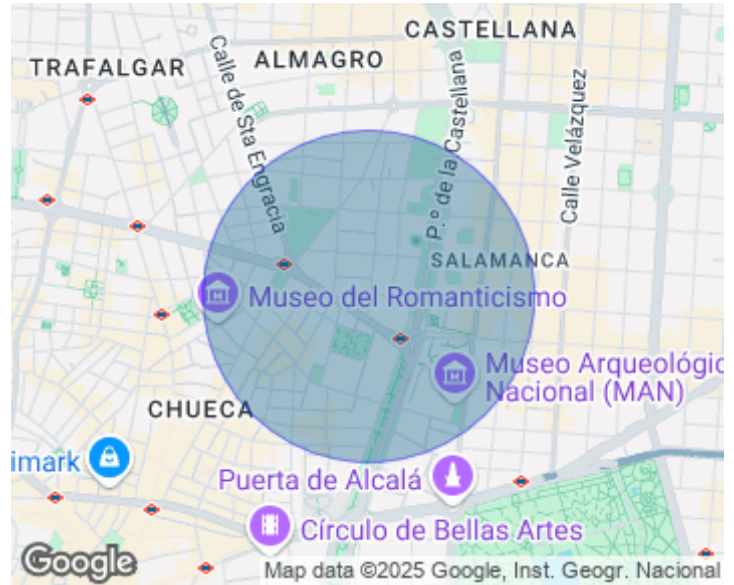 CASTELLANA
TRAFALGAR
ALMAGRO
Calle de Sta Engracia
P.º de la Castellana
Calle Velázquez
SALAMANCA
Museo del Romanticismo
Museo Arqueológic
Nacional (MAN)
CHUECA
imark
Puerta de Alcalá
Círculo de Bellas Artes
Google
Map data ©2025 Google, Inst. Geogr. Nacional